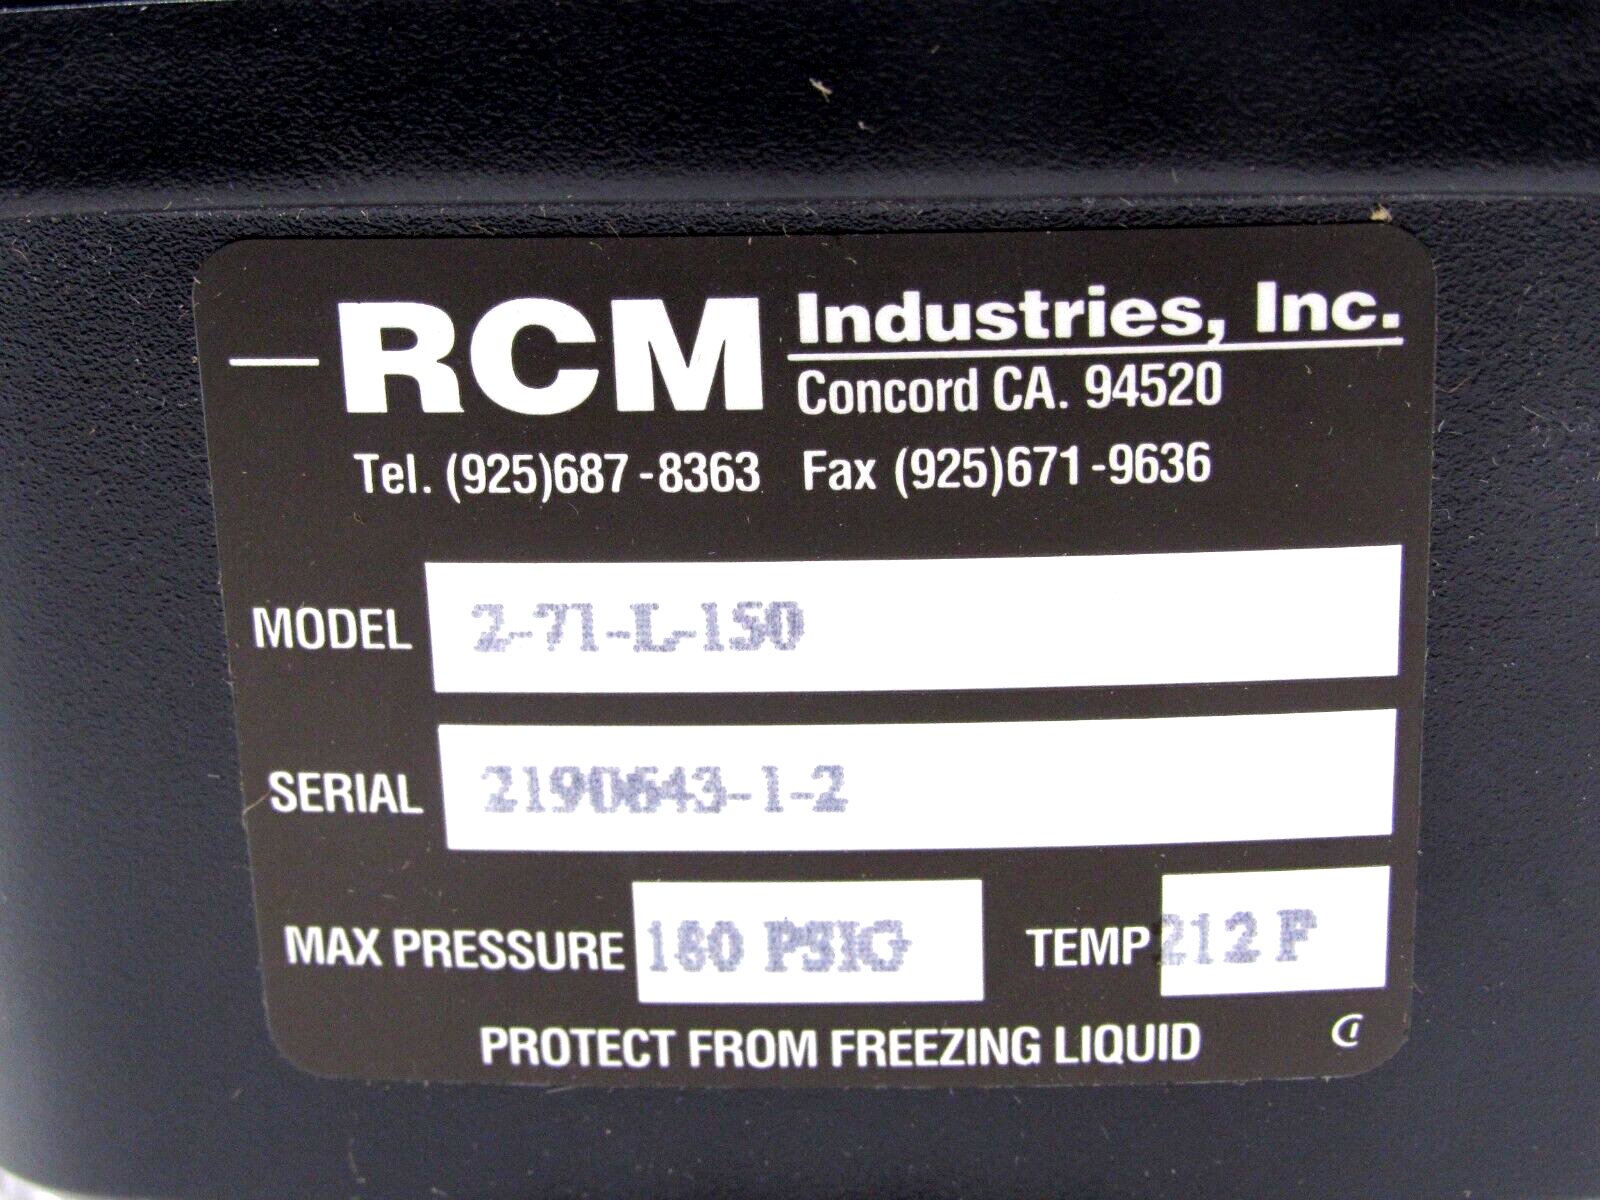 RCM Industries, Inc.
Concord CA. 94520
Tel. (925)687-8363 Fax (925)671-9636
MODEL 2-71-L-150
SERIAL 2190643-1-2
MAX PRESSURE 180 PSIG TEMP 212 F
PROTECT FROM FREEZING LIQUID